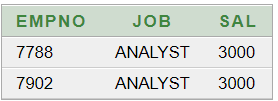 EMPNO JOB SAL
7788 ANALYST 3000
7902 ANALYST 3000